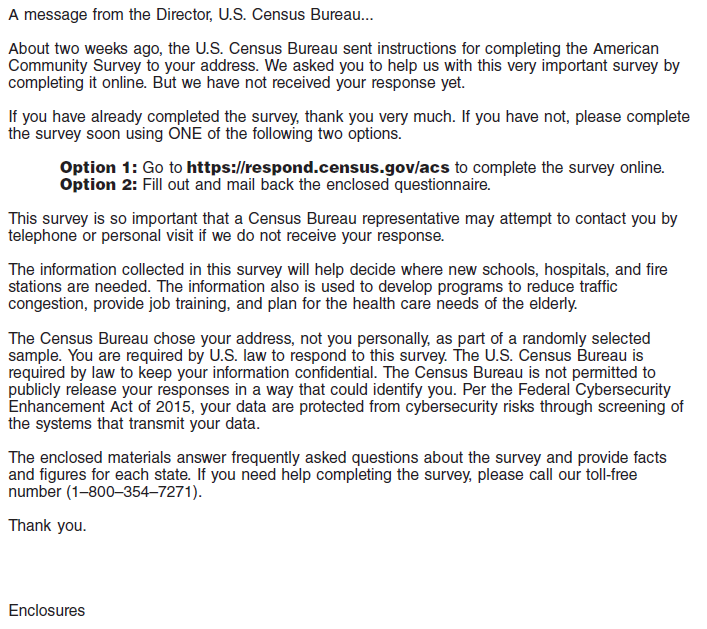 A message from the Director, U.S. Census Bureau...
About two weeks ago, the U.S. Census Bureau sent instructions for completing the American
Community Survey to your address. We asked you to help us with this very important survey by
completing it online. But we have not received your response yet.
If you have already completed the survey, thank you very much. If you have not, please complete
the survey soon using ONE of the following two options.
Option 1: Go to https://respond.census.gov/acs to complete the survey online.
Option 2: Fill out and mail back the enclosed questionnaire.
This survey is so important that a Census Bureau representative may attempt to contact you by
telephone or personal visit if we do not receive your response.
The information collected in this survey will help decide where new schools, hospitals, and fire
stations are needed. The information also is used to develop programs to reduce traffic
congestion, provide job training, and plan for the health care needs of the elderly.
The Census Bureau chose your address, not you personally, as part of a randomly selected
sample. You are required by U.S. law to respond to this survey. The U.S. Census Bureau is
required by law to keep your information confidential. The Census Bureau is not permitted to
publicly release your responses in a way that could identify you. Per the Federal Cybersecurity
Enhancement Act of 2015, your data are protected from cybersecurity risks through screening of
the systems that transmit your data.
The enclosed materials answer frequently asked questions about the survey and provide facts
and figures for each state. If you need help completing the survey, please call our toll-free
number (1–800–354–7271).
Thank you.
Enclosures